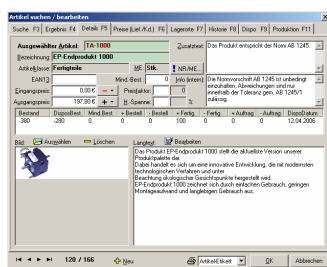 Artikel suchen / bearbeiten
Suche F3 Ergebnis F4 Details F5 Preise (Lief./Kd.) F6 Lagerorte F7 Historie F8 Dispo F9 Produktion F11
Ausgewählter Artikel: TA-1000 Zusatztext: Das Produkt entspricht der Norm AB 1245.
Bezeichnung: EP-Endprodukt 1000
Artikelklasse: Fertigteile ME: Stk. ! NR/ME...
EAN13 Mind. Best.: 0 Info (intern) Die Normvorschrift AB 1245 ist unbedingt
einzuhalten, Abweichungen sind nur
innerhalb der Toleranz gem. AB 1245/1
zulässig.
Eingangspreis: 0,00 € Preisfaktor: 0
Ausgangspreis: 197,80 € H.-Spanne: %
Bestand DispoBest Mind.Best + Bestell - Bestell + Fertig - Fertig + Auftrag - Auftrag DispoDatum
-380 -280 0 0 0 100 0 0 0 12.04.2006
Bild: Auswählen Löschen Langtext: Bearbeiten
Das Produkt EP-Endprodukt 1000 stellt die aktuellste Version unserer
Produktpalette dar.
Dabei handelt es sich um eine innovative Entwicklung, die mit modernsten
technologischen Verfahren und unter
Beachtung ökologischer Gesichtspunkte hergestellt wird.
EP-Endprodukt 1000 zeichnet sich durch einfachen Gebrauch, geringen
Montageaufwand und langlebigen Gebrauch aus.
120 / 166 Neu Artikel-Etikett OK Abbrechen